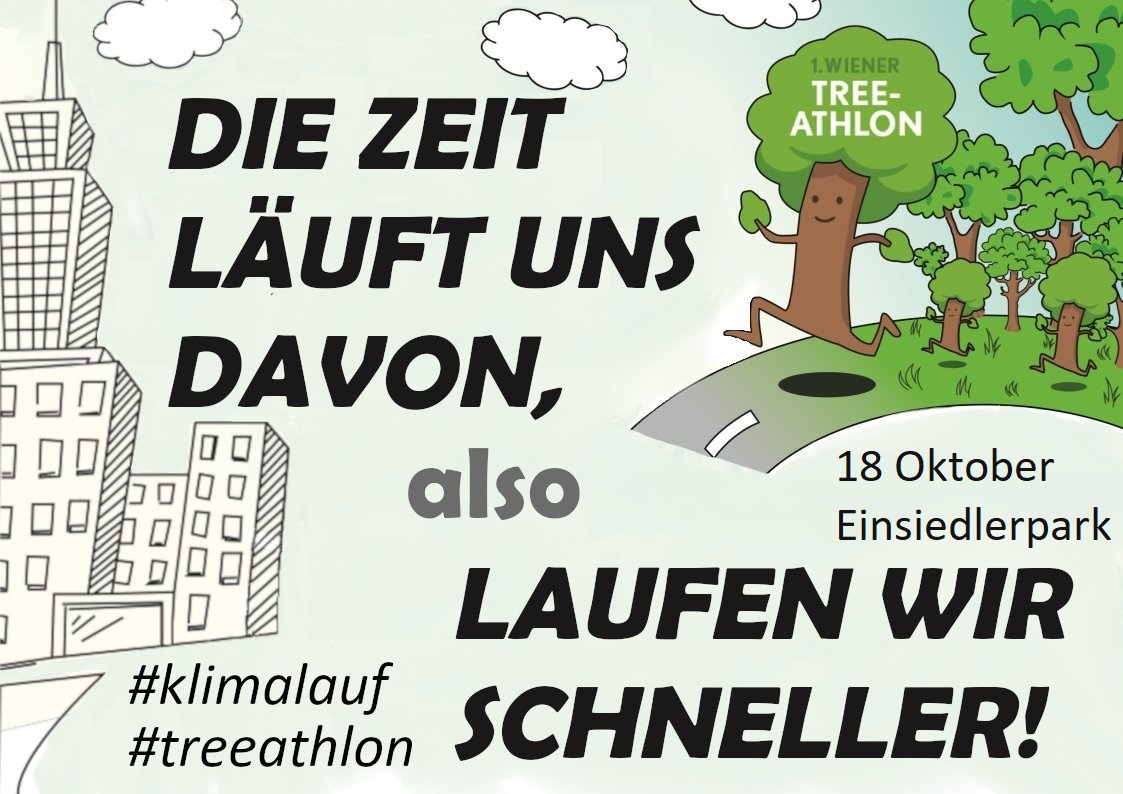 1.WIENER
TREE-
ATHLON
DIE ZEIT
LÄUFT UNS
DAVON,
also
18 Oktober
Einsiedlerpark
LAUFEN WIR
SCHNELLER!
#klimalauf
#treeathlon